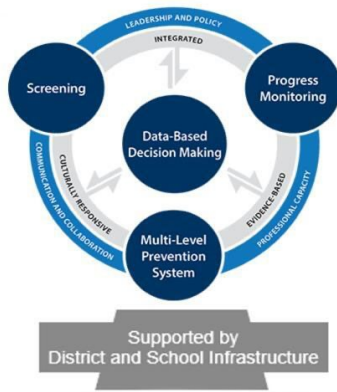 LEADERSHIP AND POLICY
INTEGRATED
Screening
Progress
Monitoring
Data-Based
Decision Making
COMMUNICATION AND COLLABORATION
CULTURALLY RESPONSIVE
EVIDENCE-BASED
PROFESSIONAL CAPACITY
Multi-Level
Prevention
System
Supported by
District and School Infrastructure